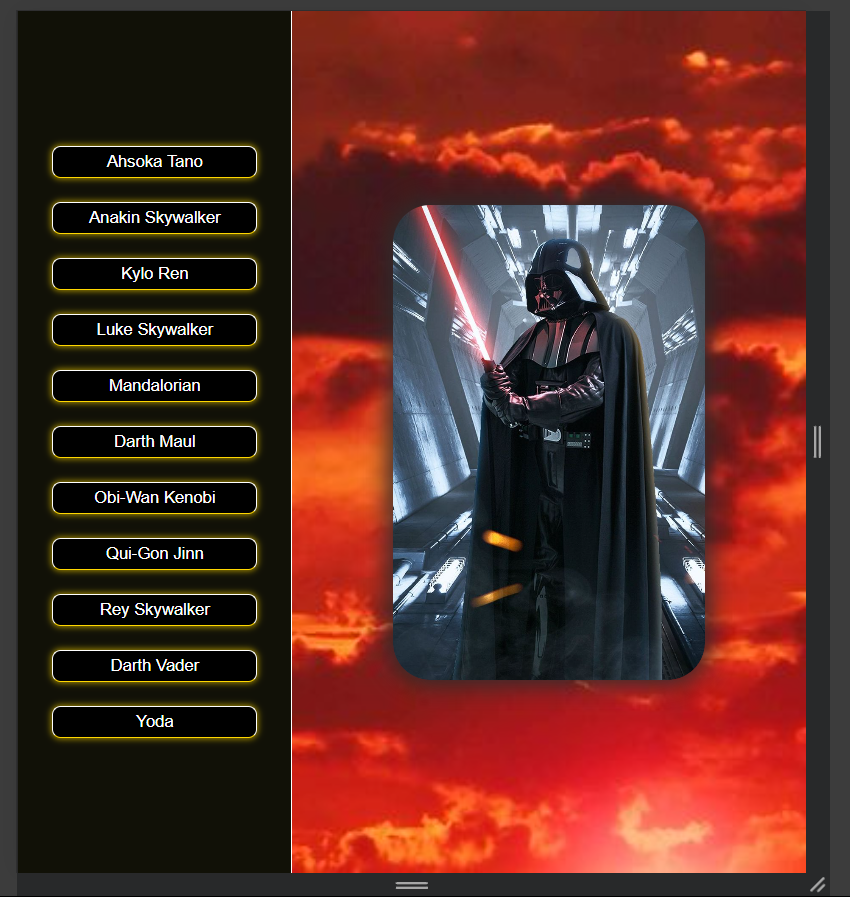 Ahsoka Tano
Anakin Skywalker
Kylo Ren
Luke Skywalker
Mandalorian
Darth Maul
Obi-Wan Kenobi
Qui-Gon Jinn
Rey Skywalker
Darth Vader
Yoda